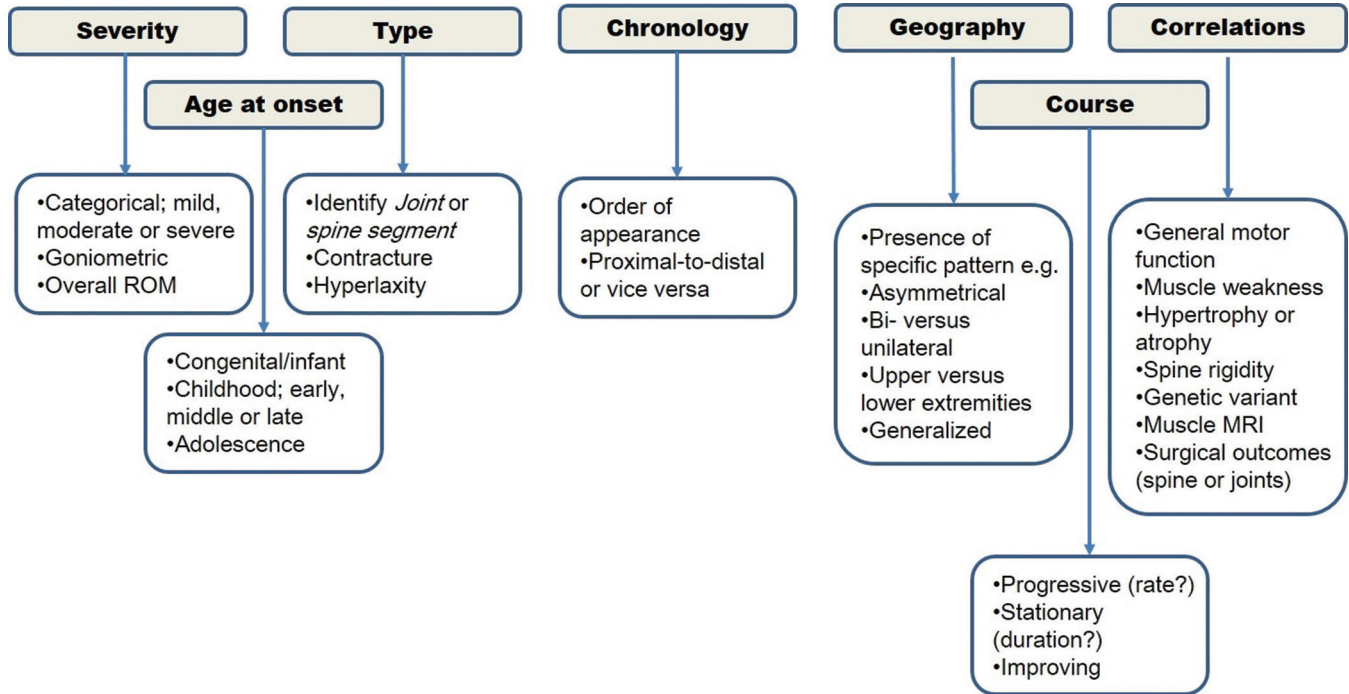 Severity
Type
Chronology
Geography
Correlations
Age at onset
Course
•Categorical; mild,
moderate or severe
•Goniometric
•Overall ROM
•Identify Joint or
spine segment
•Contracture
•Hyperlaxity
•Order of
appearance
•Proximal-to-distal
or vice versa
•Presence of
specific pattern e.g.
•Asymmetrical
•Bi- versus
unilateral
•Upper versus
lower extremities
•Generalized
•General motor
function
•Muscle weakness
•Hypertrophy or
atrophy
•Spine rigidity
•Genetic variant
•Muscle MRI
•Surgical outcomes
(spine or joints)
•Congenital/infant
•Childhood; early,
middle or late
•Adolescence
•Progressive (rate?)
•Stationary
(duration?)
•Improving